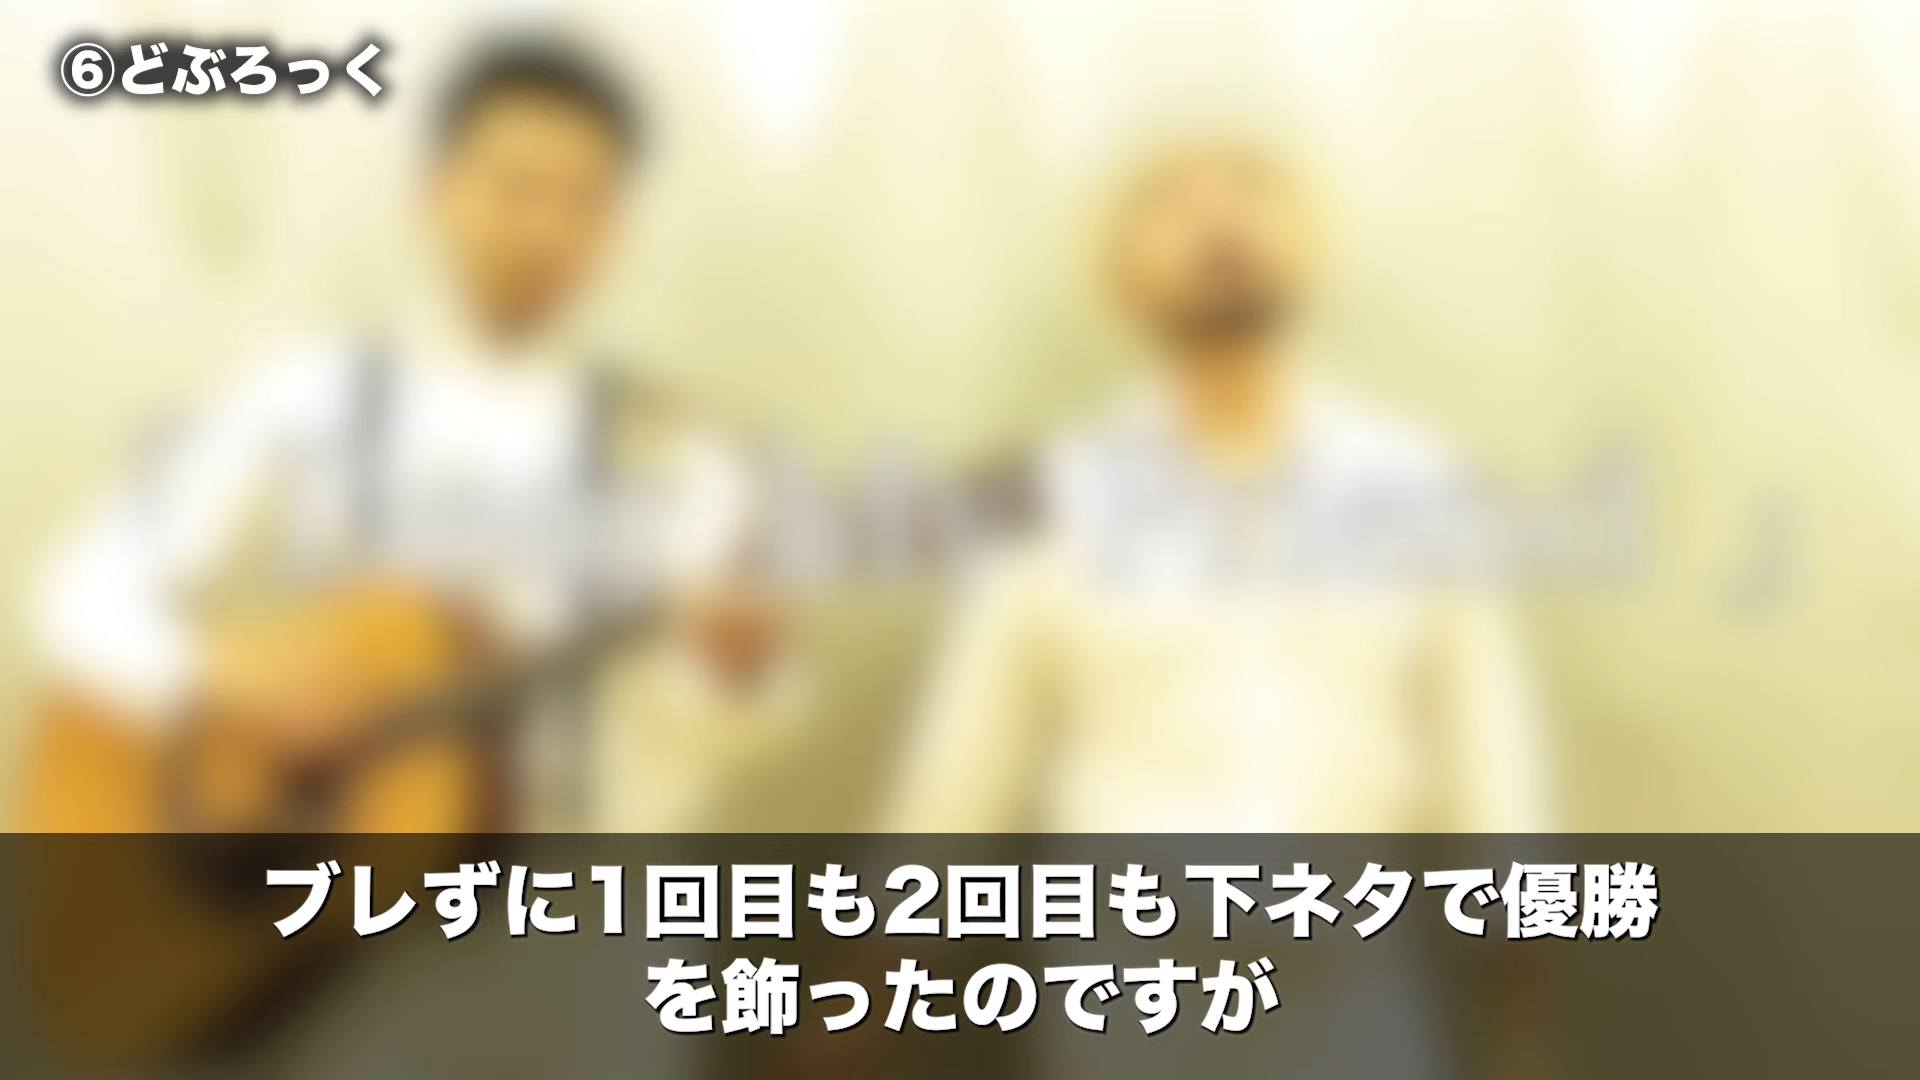 ⑥どぶろっく
ブレずに1回目も2回目も下ネタで優勝
を飾ったのですが